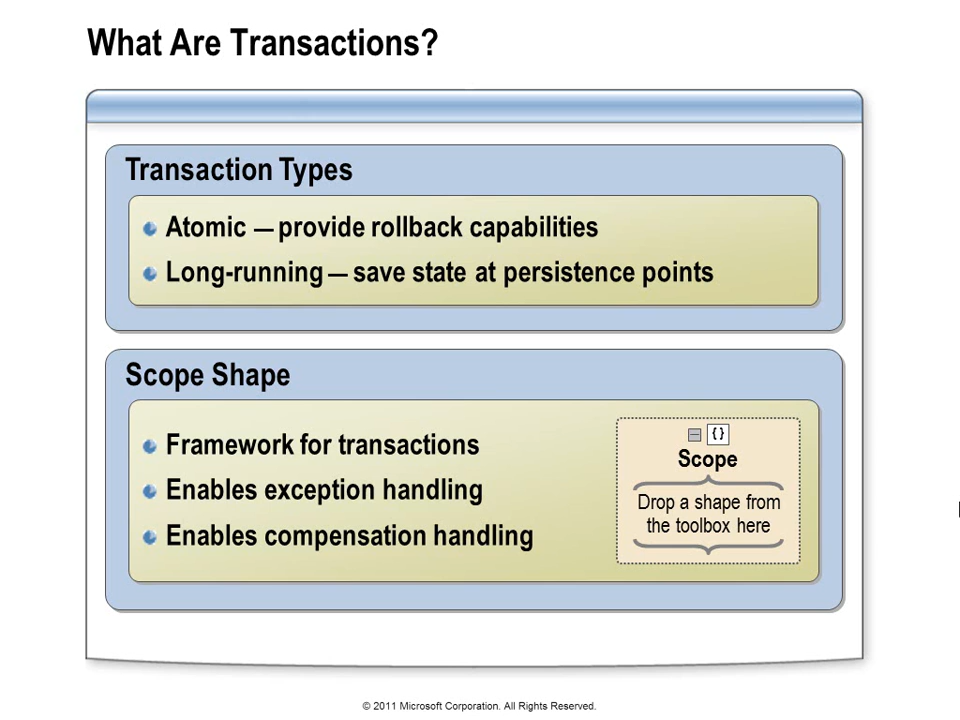 What Are Transactions?
Transaction Types
Atomic — provide rollback capabilities
Long-running — save state at persistence points
Scope Shape
Framework for transactions
Enables exception handling
Enables compensation handling
{}
Scope
Drop a shape from
the toolbox here
© 2011 Microsoft Corporation. All Rights Reserved.